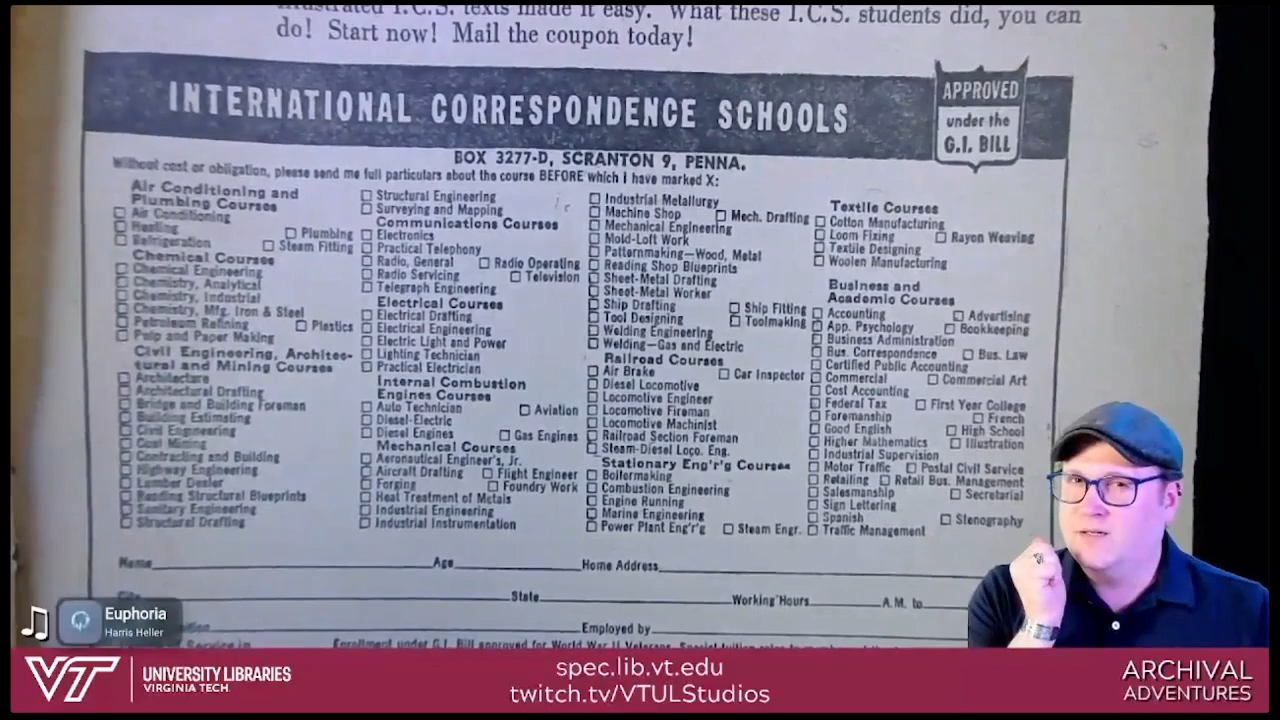 Illustrated I.C.S. texts made it easy. What these I.C.S. students did, you can
do! Start now! Mail the coupon today!
INTERNATIONAL CORRESPONDENCE SCHOOLS
APPROVED
under the
G.I. BILL
BOX 3277-D, SCRANTON 9, PENNA.
Without cost or obligation, please send me full particulars about the course BEFORE which I have marked X:
Air Conditioning and
Plumbing Courses
Air Conditioning
Heating Plumbing
Refrigeration Steam Fitting
Chemical Courses
Chemical Engineering
Chemistry, Analytical
Chemistry, Industrial
Chemistry, Mfg. Iron & Steel
Petroleum Refining Plastics
Pulp and Paper Making
Civil Engineering, Architec-
tural and Mining Courses
Architecture
Architectural Drafting
Bridge and Building Foreman
Building Estimating
Civil Engineering
Coal Mining
Contracting and Building
Highway Engineering
Lumber Dealer
Reading Structural Blueprints
Sanitary Engineering
Structural Drafting
Structural Engineering
Surveying and Mapping
Communications Courses
Electronics
Practical Telephony
Radio, General Radio Operating
Radio Servicing Television
Telegraph Engineering
Electrical Courses
Electrical Drafting
Electrical Engineering
Electric Light and Power
Lighting Technician
Practical Electrician
Internal Combustion
Engines Courses
Auto Technician Aviation
Diesel-Electric
Diesel Engines Gas Engines
Mechanical Courses
Aeronautical Engineer's, Jr.
Aircraft Drafting Flight Engineer
Forging Foundry Work
Heat Treatment of Metals
Industrial Engineering
Industrial Instrumentation
Industrial Metallurgy
Machine Shop Mech. Drafting
Mechanical Engineering
Mold-Loft Work
Patternmaking—Wood, Metal
Reading Shop Blueprints
Sheet-Metal Drafting
Sheet-Metal Worker
Ship Drafting Ship Fitting
Tool Designing Toolmaking
Welding Engineering
Welding—Gas and Electric
Railroad Courses
Air Brake Car Inspector
Diesel Locomotive
Locomotive Engineer
Locomotive Fireman
Locomotive Machinist
Railroad Section Foreman
Steam-Diesel Loco. Eng.
Stationary Eng'r'g Courses
Boilermaking
Combustion Engineering
Engine Running
Marine Engineering
Power Plant Eng'r'g Steam Engr.
Textile Courses
Cotton Manufacturing
Loom Fixing Rayon Weaving
Textile Designing
Woolen Manufacturing
Business and
Academic Courses
Accounting Advertising
App. Psychology Bookkeeping
Business Administration
Bus. Correspondence Bus. Law
Certified Public Accounting
Commercial Commercial Art
Cost Accounting
Federal Tax First Year College
Foremanship French
Good English High School
Higher Mathematics Illustration
Industrial Supervision
Motor Traffic Postal Civil Service
Retailing Retail Bus. Management
Salesmanship Secretarial
Sign Lettering
Spanish Stenography
Traffic Management
Name Age Home Address
City State Working Hours A.M. to
Employed by
Enrollment under G.I. Bill approved for World War II Veterans.
Euphoria
Harris Heller
VT UNIVERSITY LIBRARIES
VIRGINIA TECH.
spec.lib.vt.edu
twitch.tv/VTULStudios
ARCHIVAL
ADVENTURES